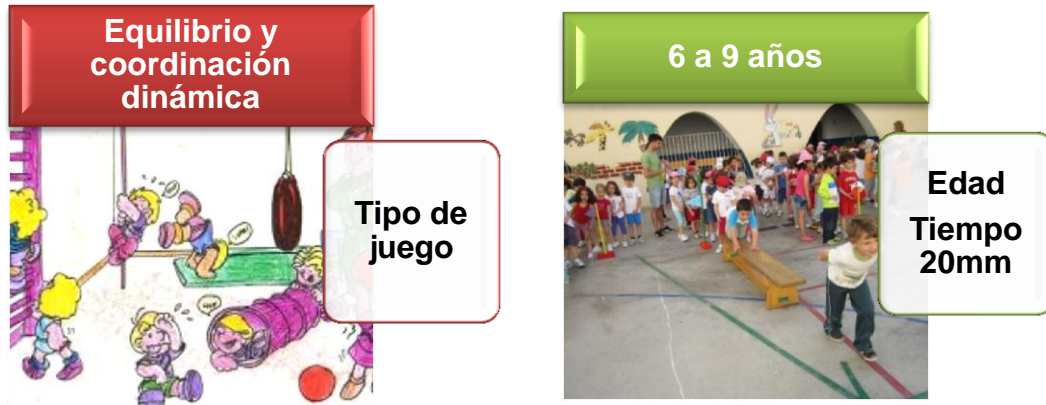 Equilibrio y
coordinación
dinámica
Tipo de
juego
6 a 9 años
Edad
Tiempo
20mm